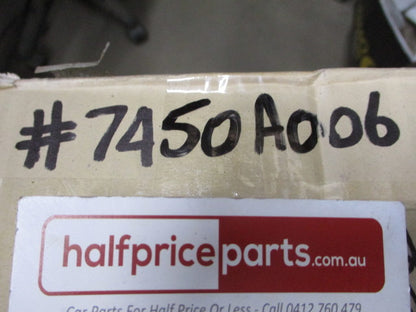 #7450A006
halfpriceparts.com.au
Car Parts For Half Price Or Less - Call 0412 760 479